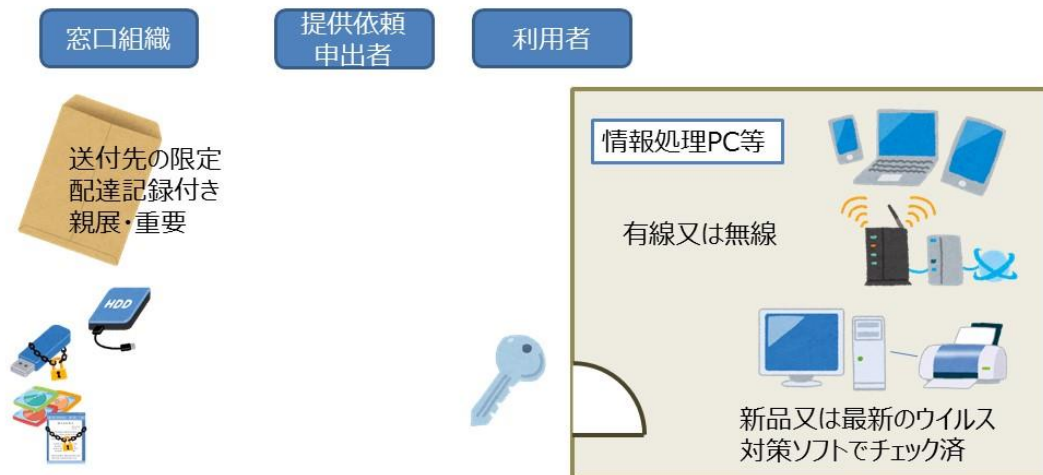 窓口組織
提供依頼
申出者
利用者
送付先の限定
配達記録付き
親展・重要
HDD
情報処理PC等
有線又は無線
新品又は最新のウイルス
対策ソフトでチェック済